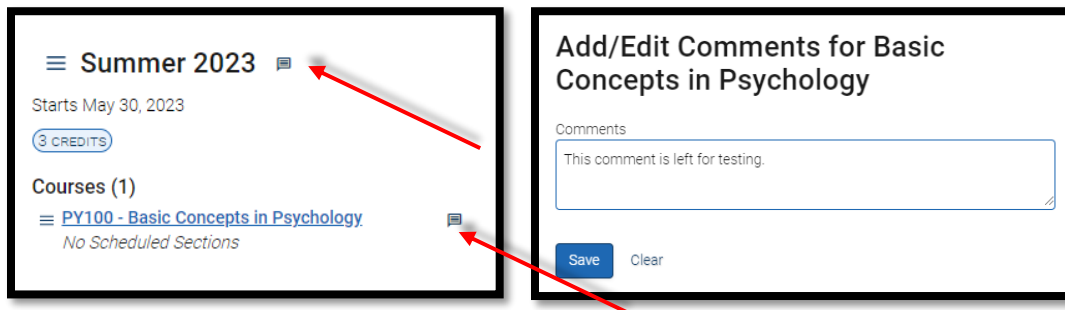 Summer 2023
Starts May 30, 2023
3 CREDITS
Courses (1)
PY100 - Basic Concepts in Psychology
No Scheduled Sections
Add/Edit Comments for Basic
Concepts in Psychology
Comments
This comment is left for testing.
Save Clear